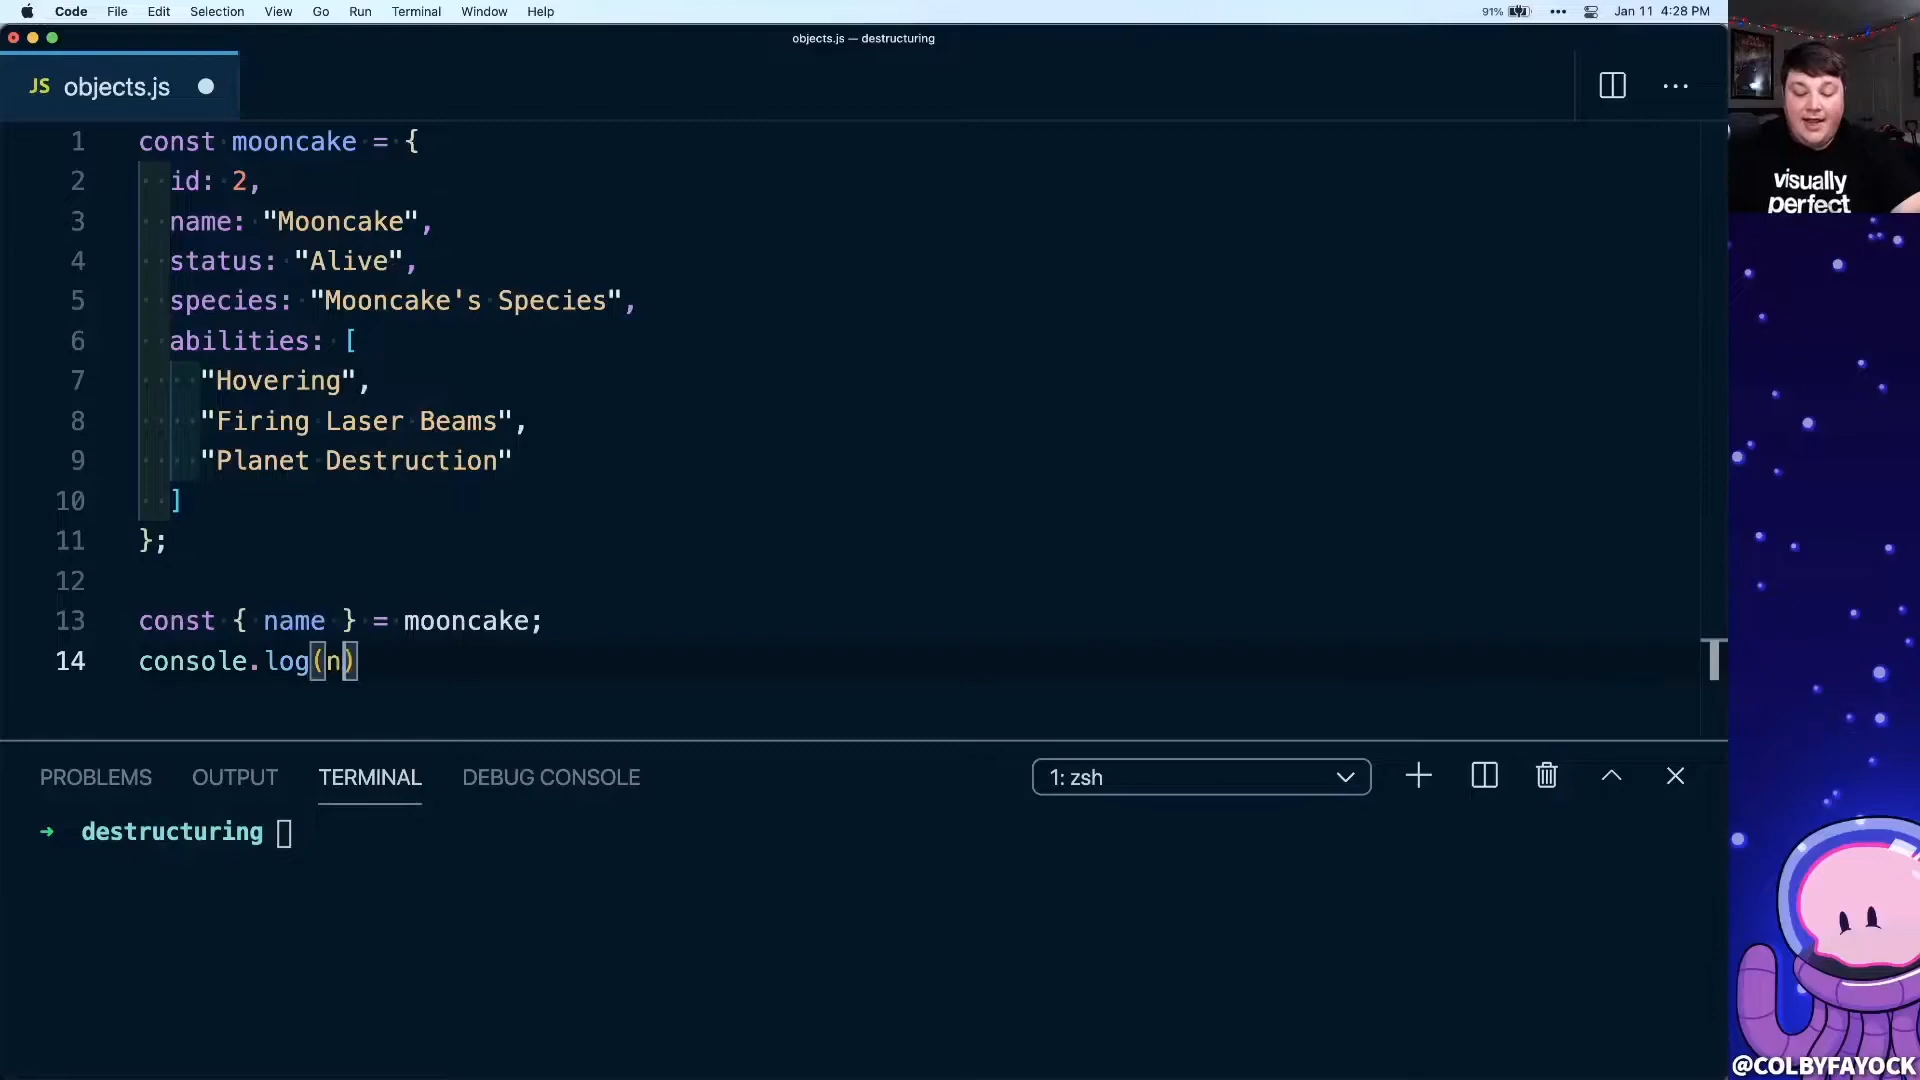 Code File Edit Selection View Go Run Terminal Window Help 91% Jan 11 4:28 PM
objects.js — destructuring
JS objects.js
1 const mooncake = {
2 id: 2,
3 name: "Mooncake",
4 status: "Alive",
5 species: "Mooncake's Species",
6 abilities: [
7 "Hovering",
8 "Firing Laser Beams",
9 "Planet Destruction"
10 ]
11 };
12
13 const { name } = mooncake;
14 console.log(n)
PROBLEMS OUTPUT TERMINAL DEBUG CONSOLE 1: zsh
➜ destructuring
visually
perfect
@COLBYFAYOCK